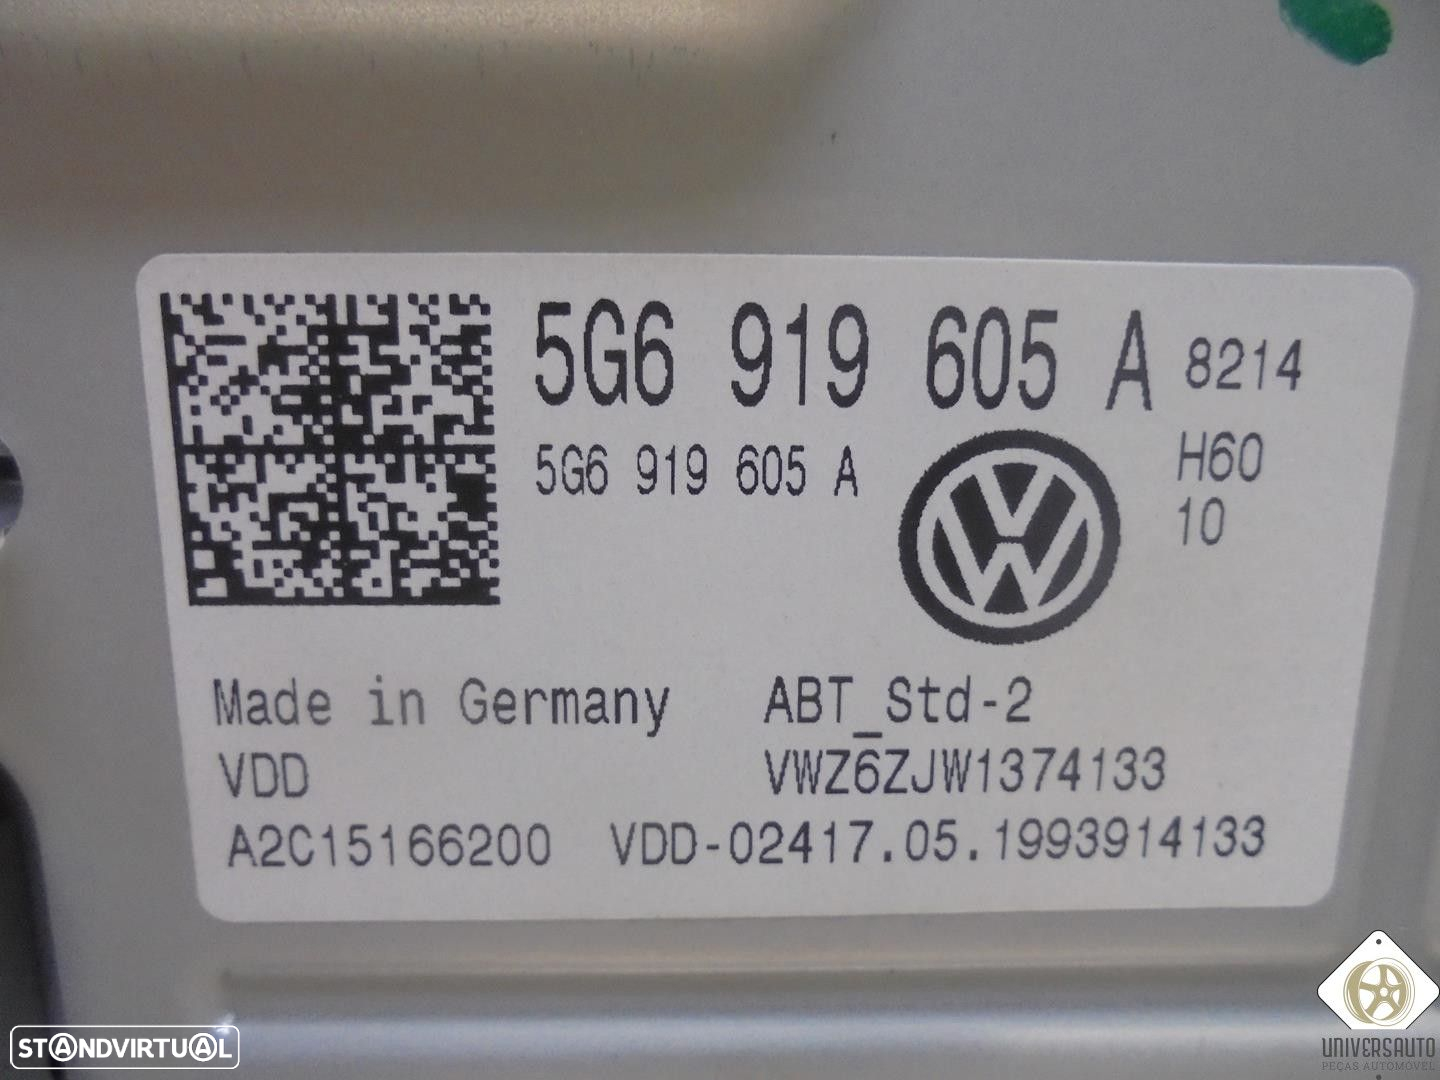 5G6 919 605 A 8214
5G6 919 605 A
H60
10
Made in Germany ABT_Std-2
VDD VWZ6ZJW1374133
A2C15166200 VDD-02417.05.1993914133
STANDVIRTUAL
UNIVERSAUTO
PEÇAS AUTOMÓVEL